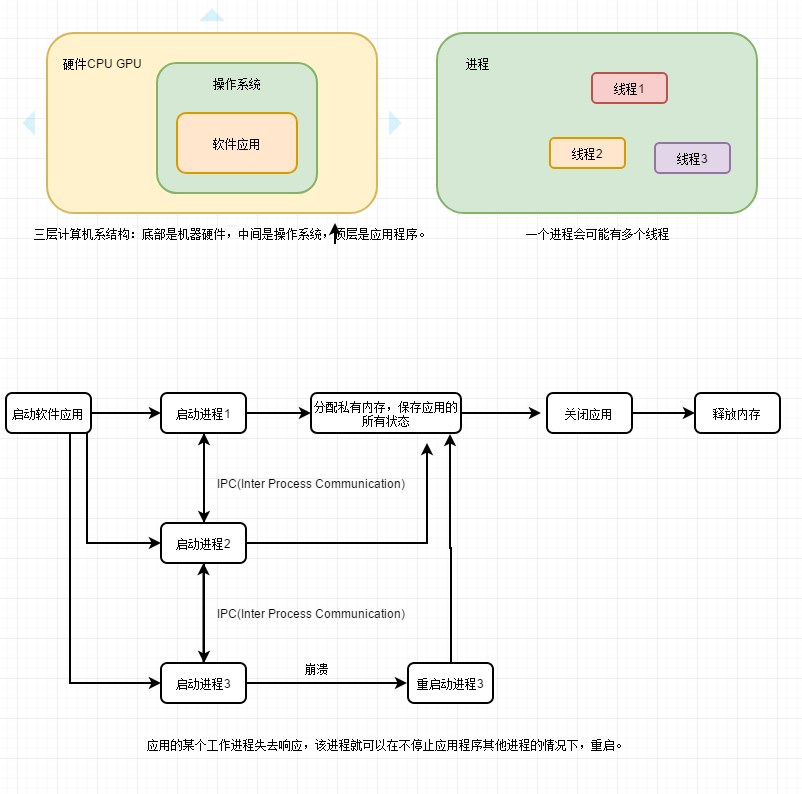 硬件CPU GPU
操作系统
软件应用
进程
线程1
线程2
线程3
三层计算机系结构：底部是机器硬件，中间是操作系统，顶层是应用程序。
一个进程会可能有多个线程
启动软件应用
启动进程1
分配私有内存，保存应用的
所有状态
关闭应用
释放内存
IPC(Inter Process Communication)
启动进程2
IPC(Inter Process Communication)
启动进程3
崩溃
重启动进程3
应用的某个工作进程失去响应，该进程就可以在不停止应用程序其他进程的情况下，重启。